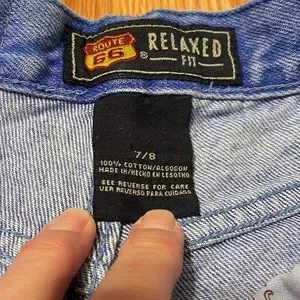 ROUTE
66 ®
RELAXED
FIT
7/8
100% COTTON/ALGODON
MADE IN/HECHO EN LESOTHO
SEE REVERSE FOR CARE
VER REVERSO PARA CUIDADO